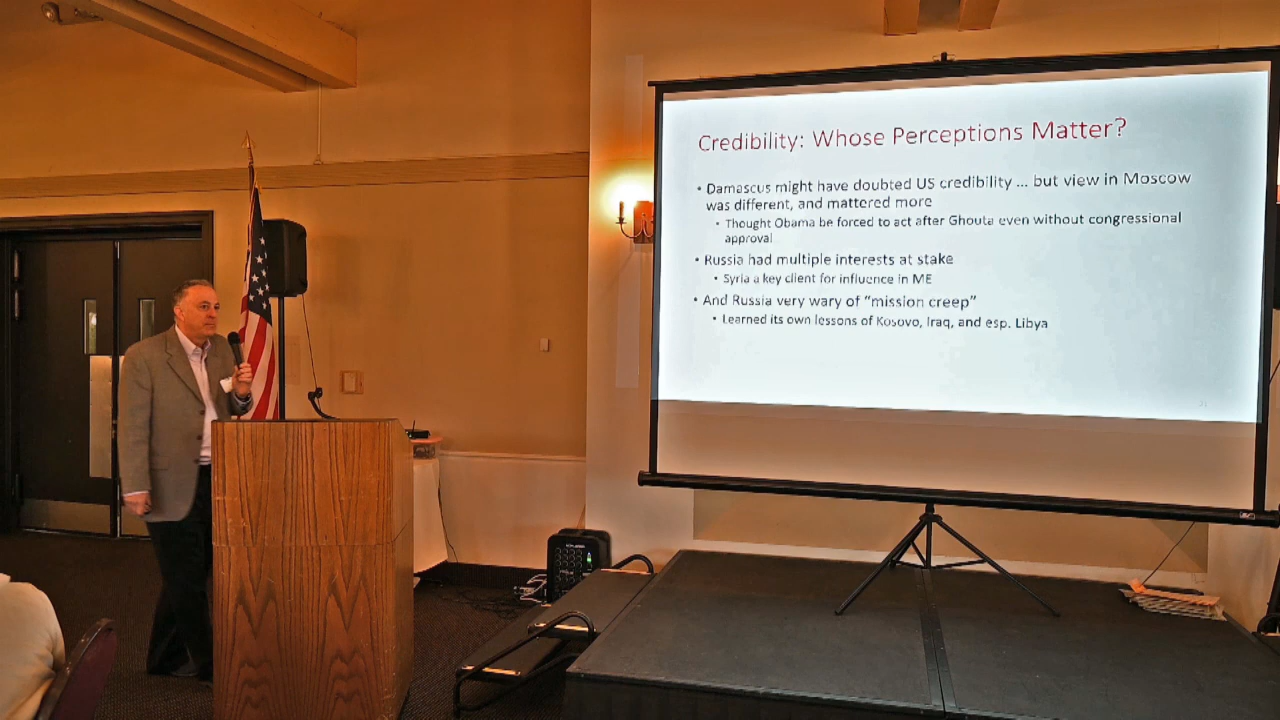 Credibility: Whose Perceptions Matter?
• Damascus might have doubted US credibility ... but view in Moscow
was different, and mattered more
• Thought Obama be forced to act after Ghouta even without congressional
approval
• Russia had multiple interests at stake
• Syria a key client for influence in ME
• And Russia very wary of "mission creep"
• Learned its own lessons of Kosovo, Iraq, and esp. Libya